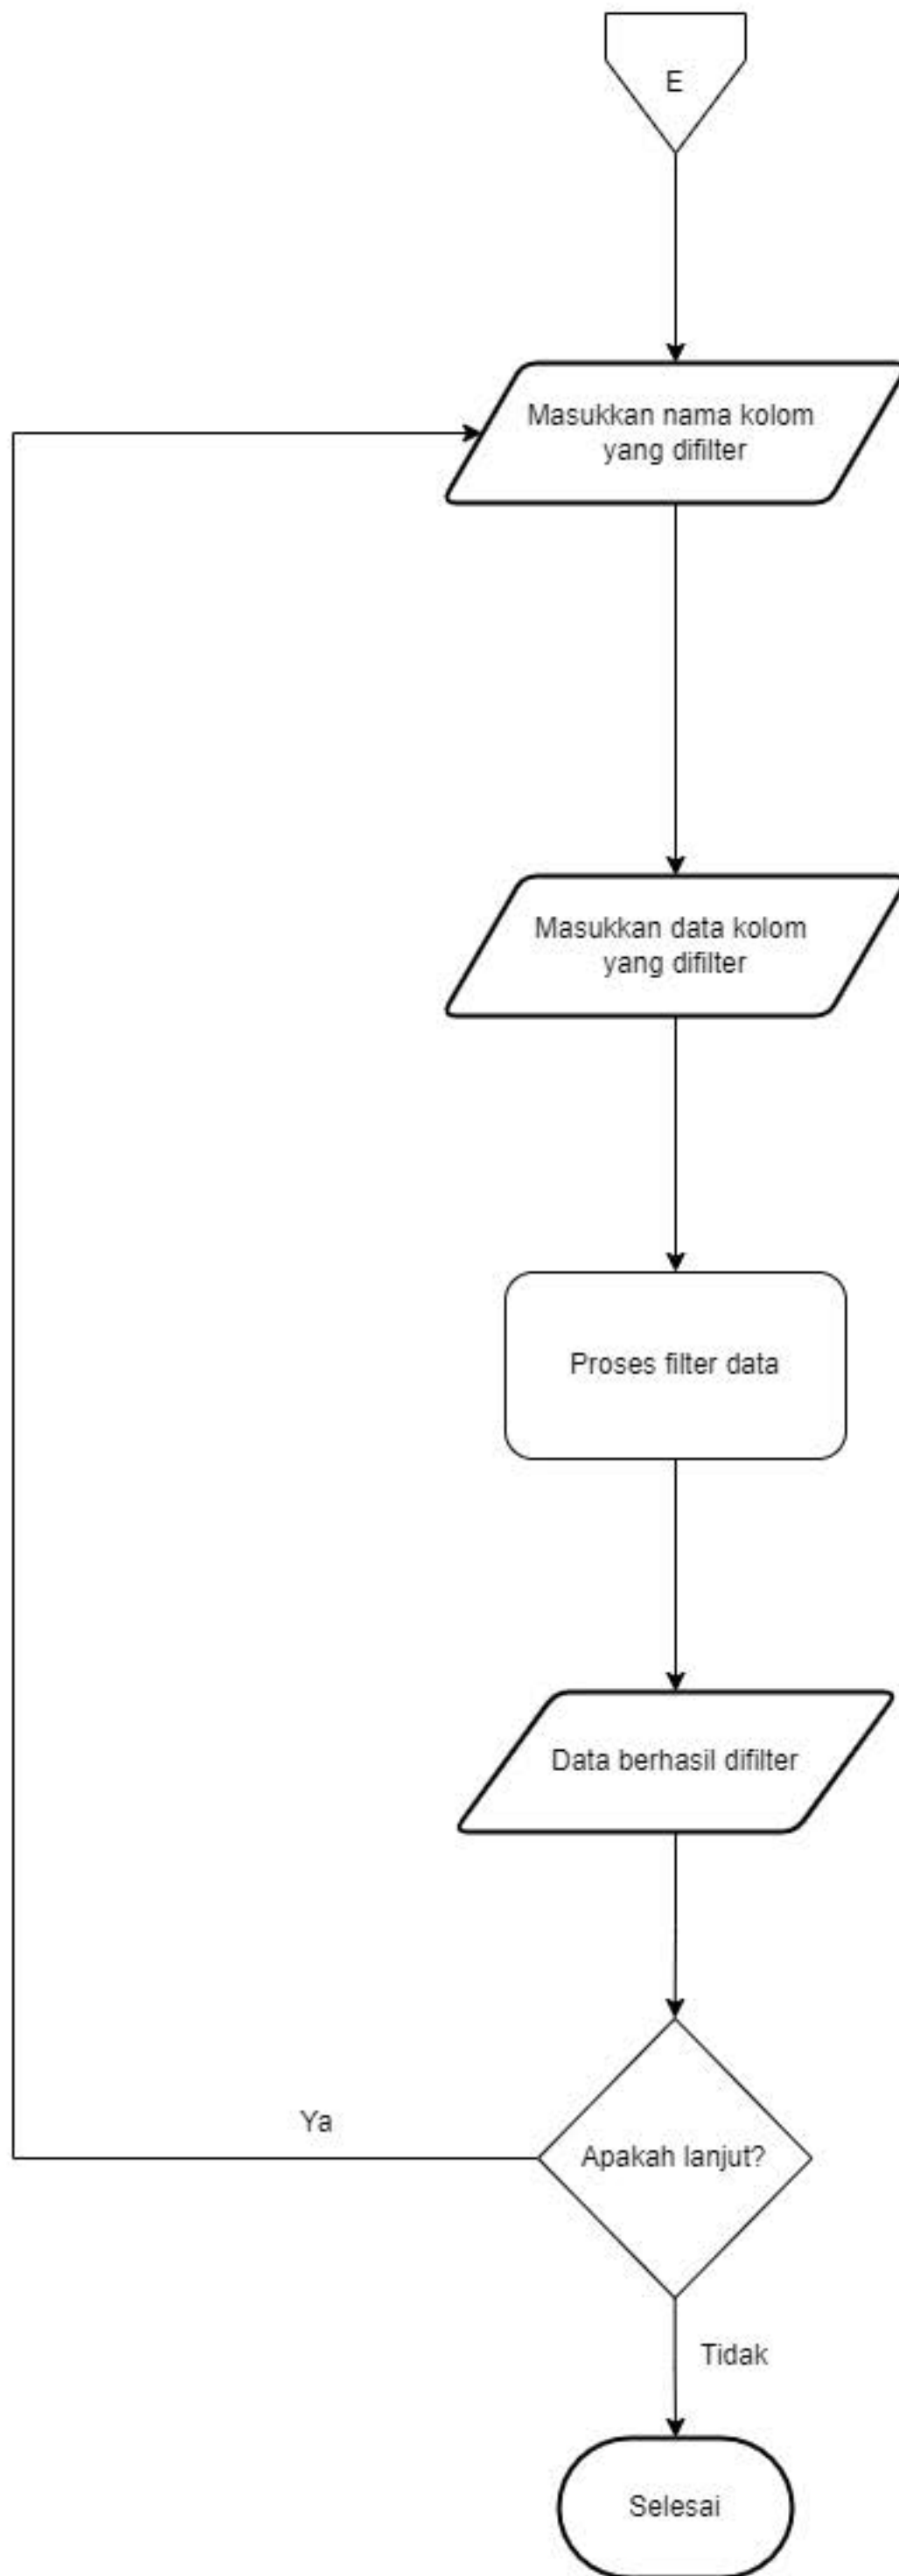 E
Masukkan nama kolom
yang difilter
Masukkan data kolom
yang difilter
Proses filter data
Data berhasil difilter
Ya
Apakah lanjut?
Tidak
Selesai